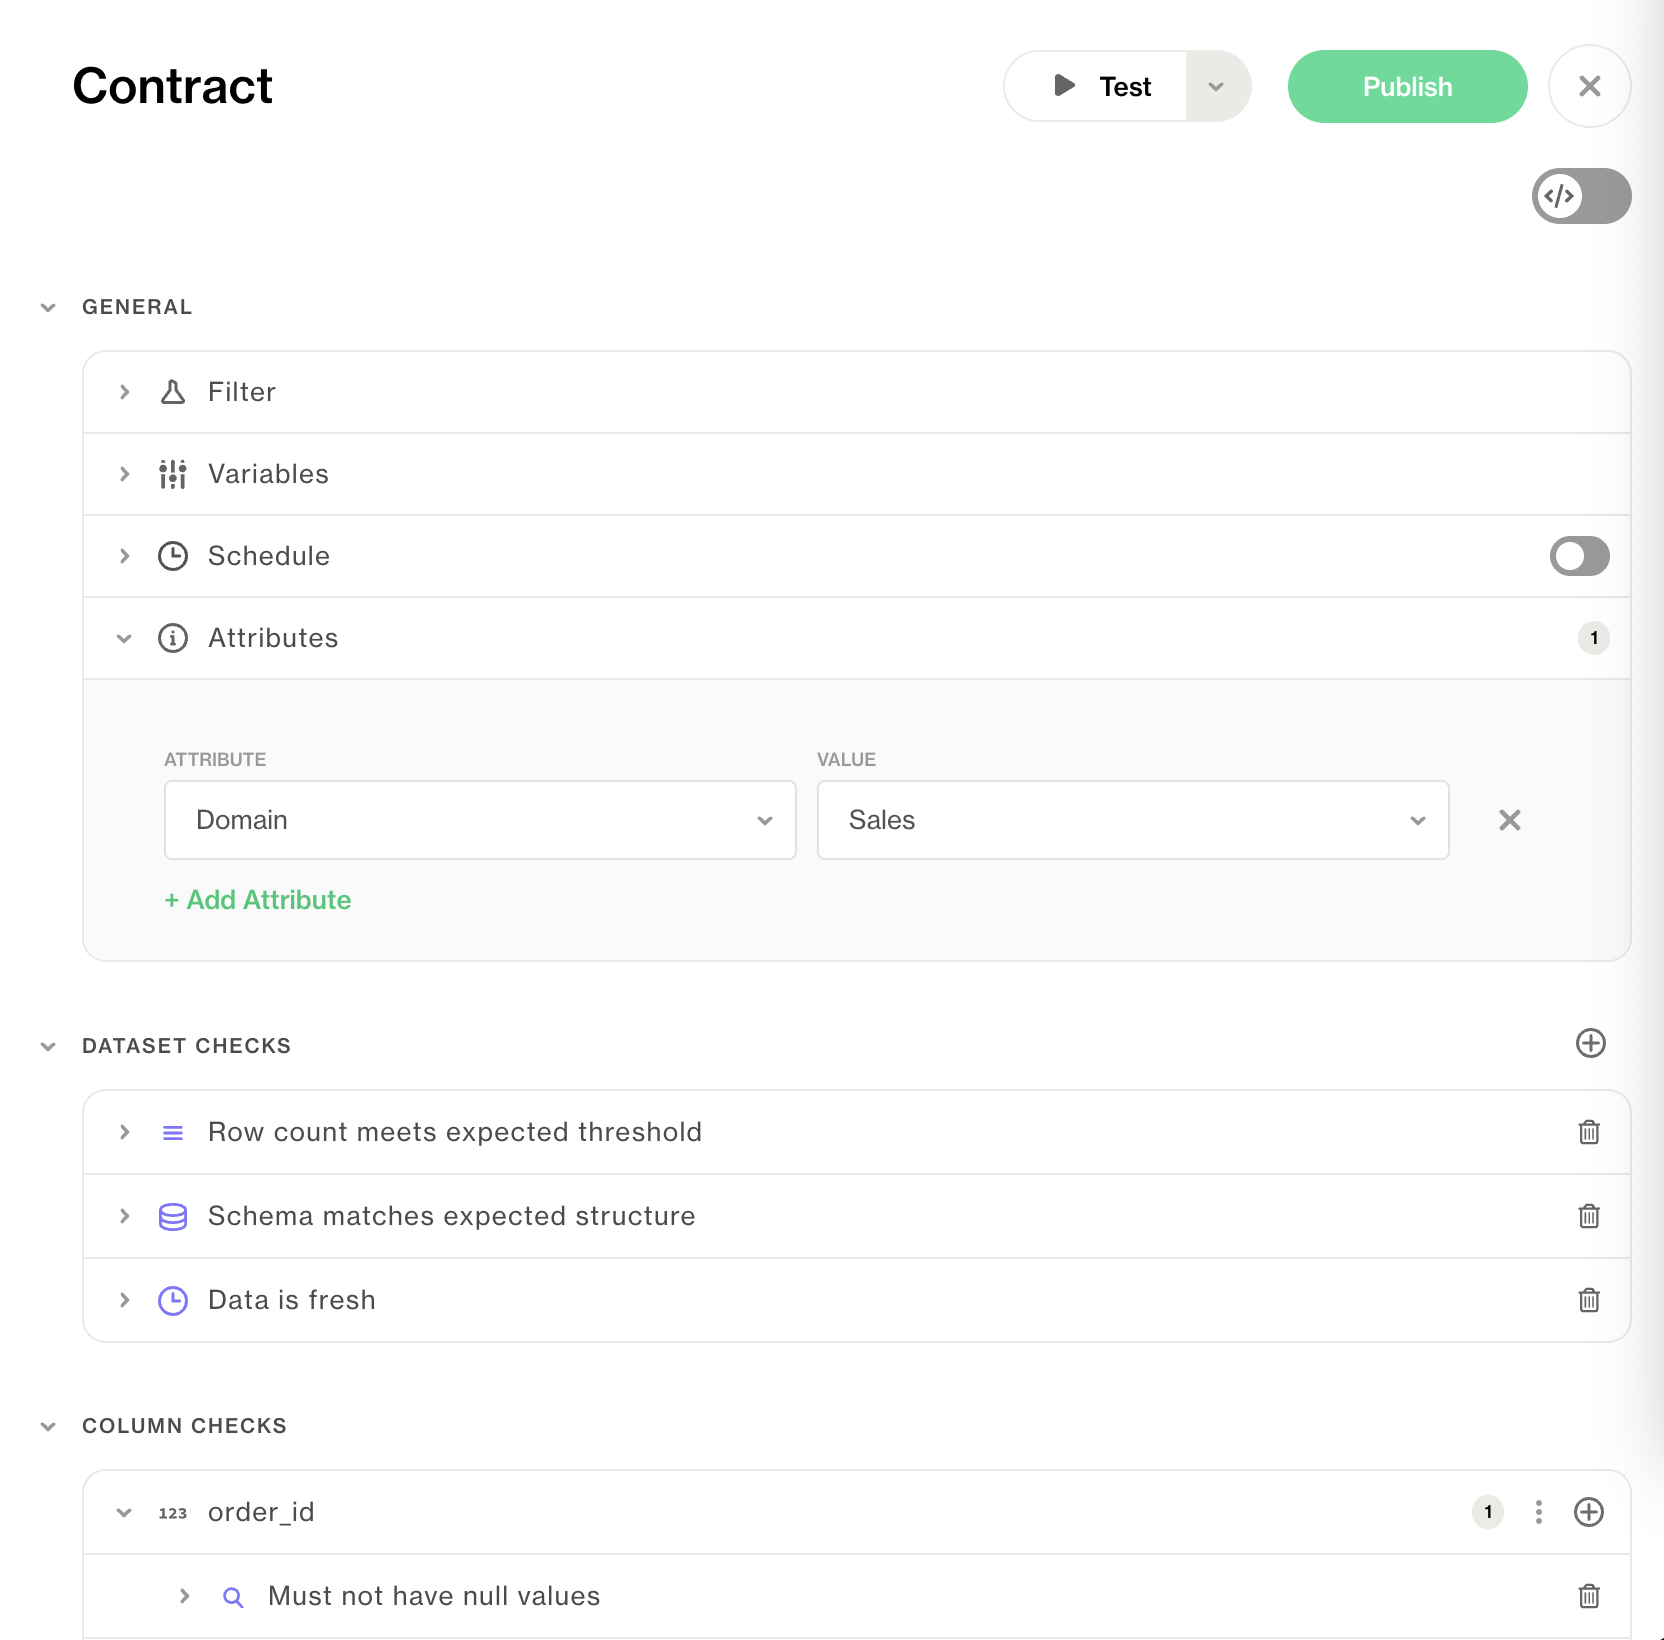 Contract
Test
Publish
</>
GENERAL
Filter
Variables
Schedule
Attributes
1
ATTRIBUTE
VALUE
Domain
Sales
+ Add Attribute
DATASET CHECKS
Row count meets expected threshold
Schema matches expected structure
Data is fresh
COLUMN CHECKS
123 order_id
1
Must not have null values